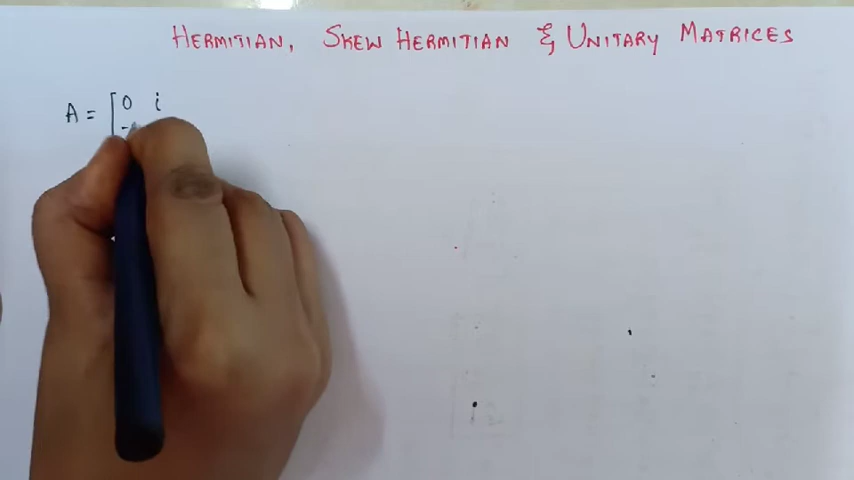 HERMITIAN, SKEW HERMITIAN & UNITARY MATRICES
A = [ 0 i
-